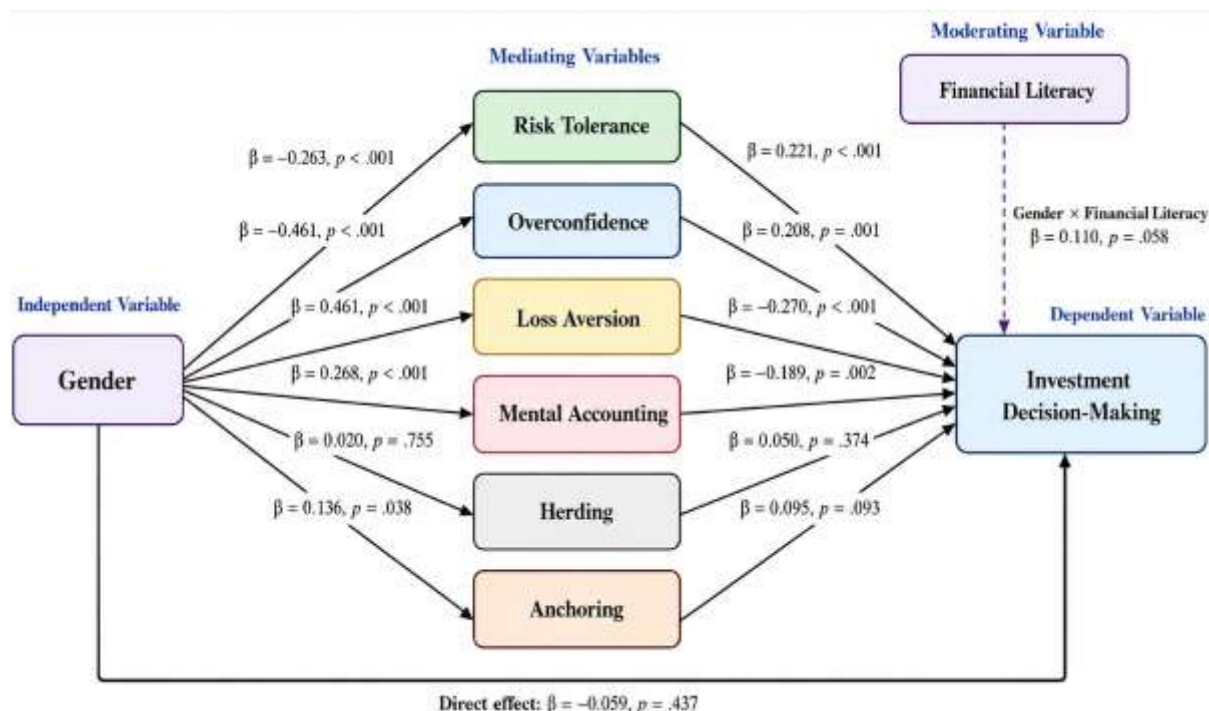 Moderating Variable
Financial Literacy
Mediating Variables
Risk Tolerance
β = −0.263, p < .001
β = 0.221, p < .001
Overconfidence
β = −0.461, p < .001
β = 0.208, p = .001
Gender × Financial Literacy
β = 0.110, p = .058
Independent Variable
Gender
Loss Aversion
β = 0.461, p < .001
β = −0.270, p < .001
Dependent Variable
Investment
Decision-Making
β = 0.268, p < .001
β = −0.189, p = .002
Mental Accounting
β = 0.020, p = .755
β = 0.050, p = .374
Herding
β = 0.136, p = .038
β = 0.095, p = .093
Anchoring
Direct effect: β = −0.059, p = .437